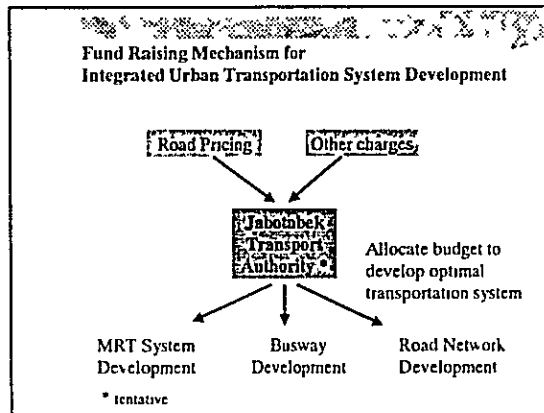 Fund Raising Mechanism for
Integrated Urban Transportation System Development
Road Pricing
Other charges
Jabotabek
Transport
Authority *
Allocate budget to
develop optimal
transportation system
MRT System
Development
Busway
Development
Road Network
Development
* tentative